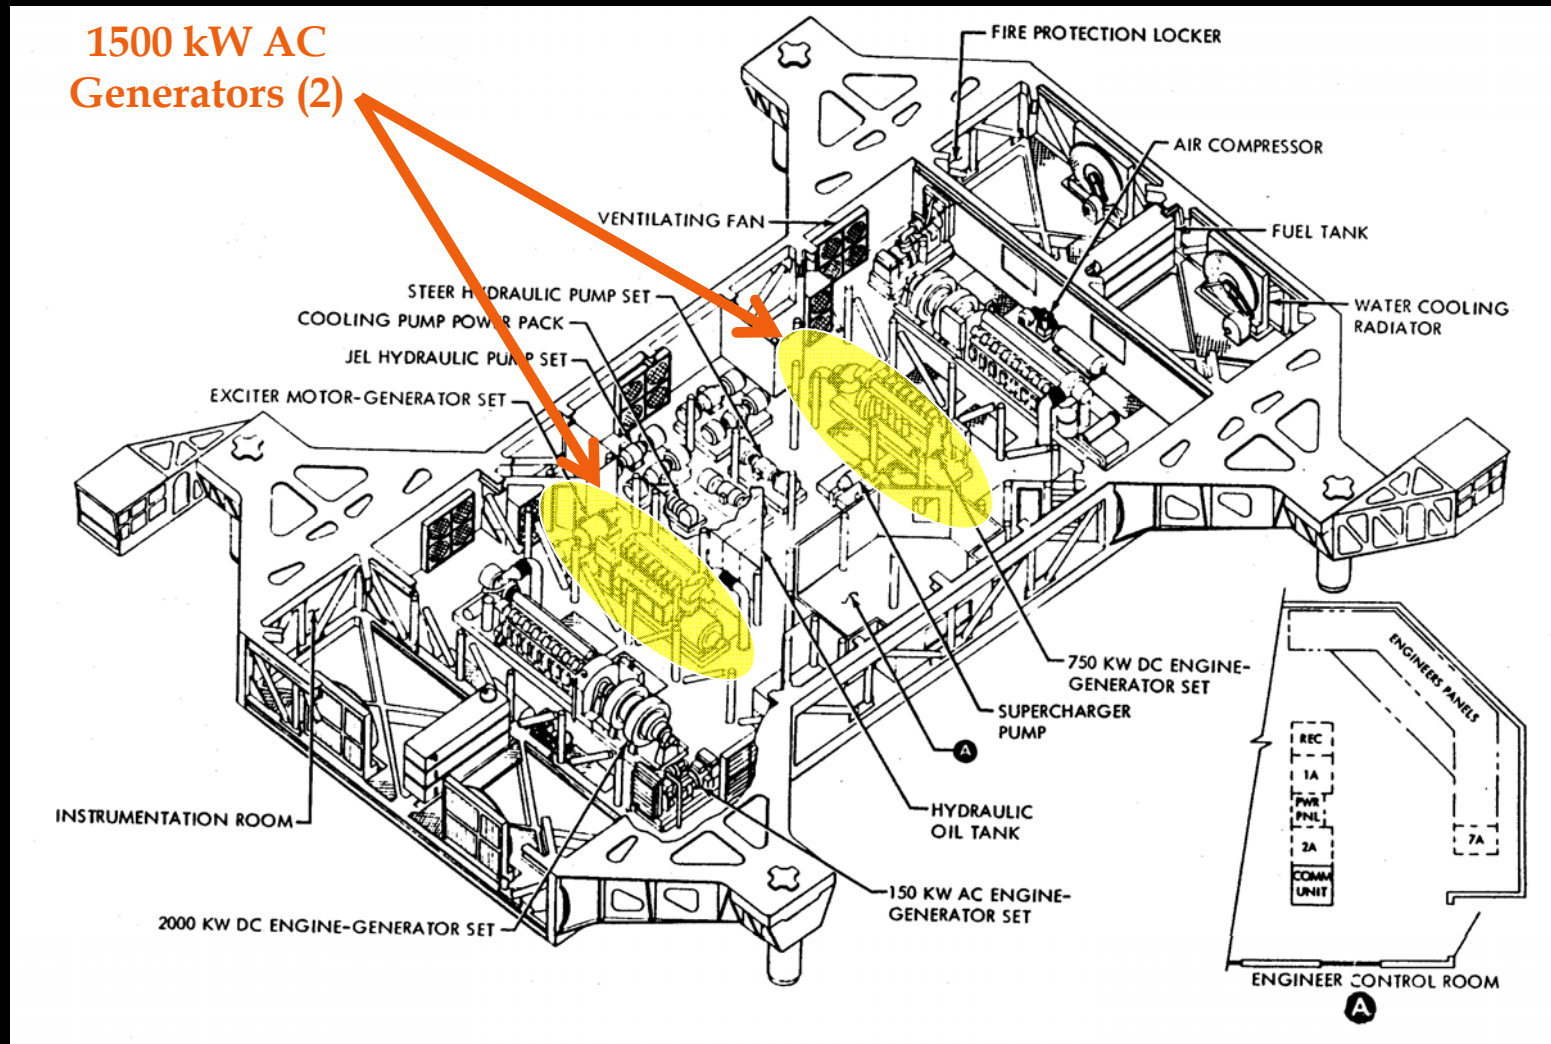 1500 kW AC
Generators (2)
FIRE PROTECTION LOCKER
AIR COMPRESSOR
VENTILATING FAN
FUEL TANK
STEER HYDRAULIC PUMP SET
WATER COOLING
RADIATOR
COOLING PUMP POWER PACK
JEL HYDRAULIC PUMP SET
EXCITER MOTOR-GENERATOR SET
750 KW DC ENGINE-
GENERATOR SET
SUPERCHARGER
PUMP
A
HYDRAULIC
OIL TANK
INSTRUMENTATION ROOM
150 KW AC ENGINE-
GENERATOR SET
2000 KW DC ENGINE-GENERATOR SET
ENGINEERS PANELS
REC
1A
PWR
PNL
2A
7A
COMM
UNIT
ENGINEER CONTROL ROOM
A